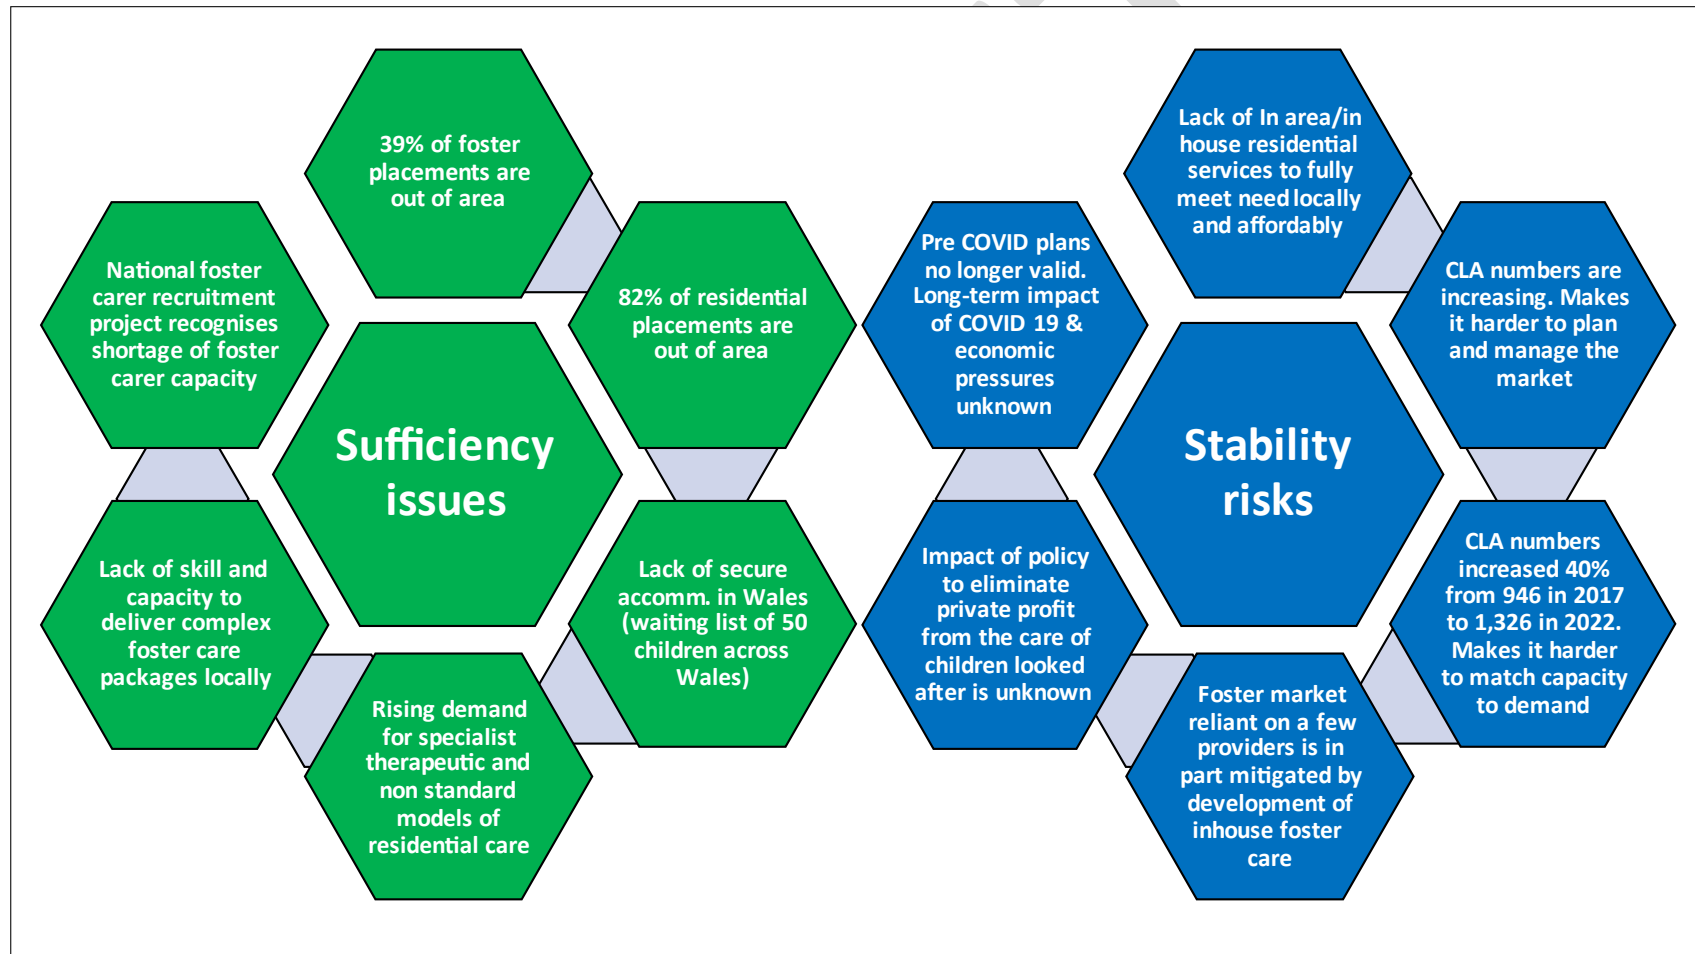 39% of foster
placements are
out of area
82% of residential
placements are
out of area
Lack of secure
accomm. in Wales
(waiting list of 50
children across
Wales)
Rising demand
for specialist
therapeutic and
non standard
models of
residential care
Lack of skill and
capacity to
deliver complex
foster care
packages locally
National foster
carer recruitment
project recognises
shortage of foster
carer capacity
Sufficiency
issues
Lack of In area/in
house residential
services to fully
meet need locally
and affordably
CLA numbers are
increasing. Makes
it harder to plan
and manage the
market
CLA numbers
increased 40%
from 946 in 2017
to 1,326 in 2022.
Makes it harder
to match capacity
to demand
Foster market
reliant on a few
providers is in
part mitigated by
development of
inhouse foster
care
Impact of policy
to eliminate
private profit
from the care of
children looked
after is unknown
Pre COVID plans
no longer valid.
Long-term impact
of COVID 19 &
economic
pressures
unknown
Stability
risks